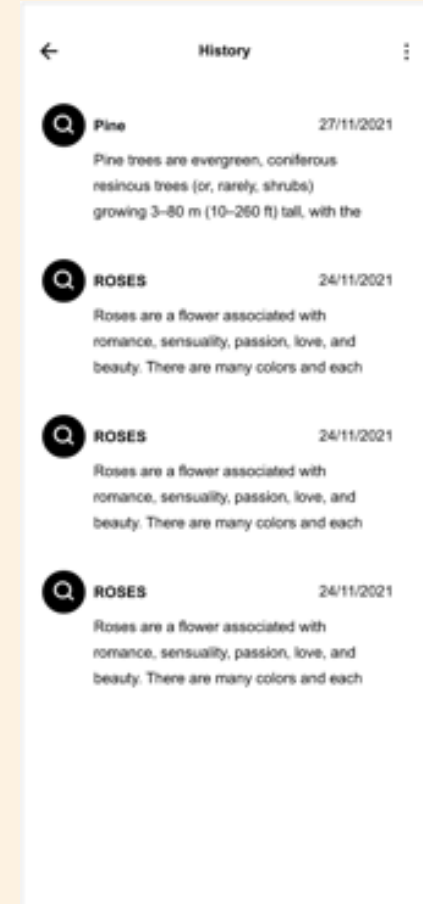 History
Pine 27/11/2021
Pine trees are evergreen, coniferous
resinous trees (or, rarely, shrubs)
growing 3–80 m (10–260 ft) tall, with the
ROSES 24/11/2021
Roses are a flower associated with
romance, sensuality, passion, love, and
beauty. There are many colors and each
ROSES 24/11/2021
Roses are a flower associated with
romance, sensuality, passion, love, and
beauty. There are many colors and each
ROSES 24/11/2021
Roses are a flower associated with
romance, sensuality, passion, love, and
beauty. There are many colors and each